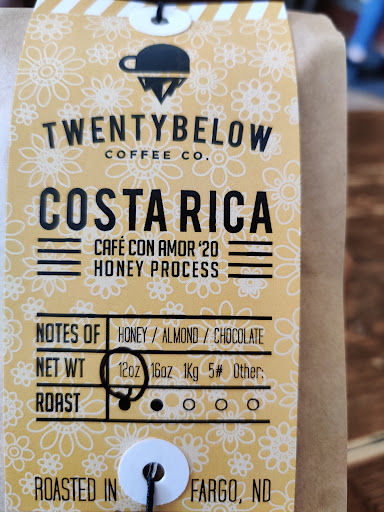 TWENTYBELOW
COFFEE CO.
COSTA RICA
CAFÉ CON AMOR '20
HONEY PROCESS
NOTES OF HONEY / ALMOND / CHOCOLATE
NET WT 12oz 16oz 1Kg 5# Other:
ROAST
ROASTED IN FARGO, ND